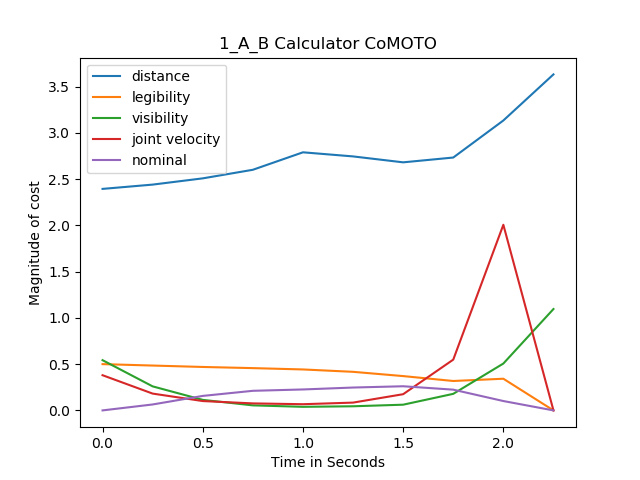 1_A_B Calculator CoMOTO
distance
legibility
visibility
joint velocity
nominal
Magnitude of cost
3.5
3.0
2.5
2.0
1.5
1.0
0.5
0.0
0.0 0.5 1.0 1.5 2.0
Time in Seconds